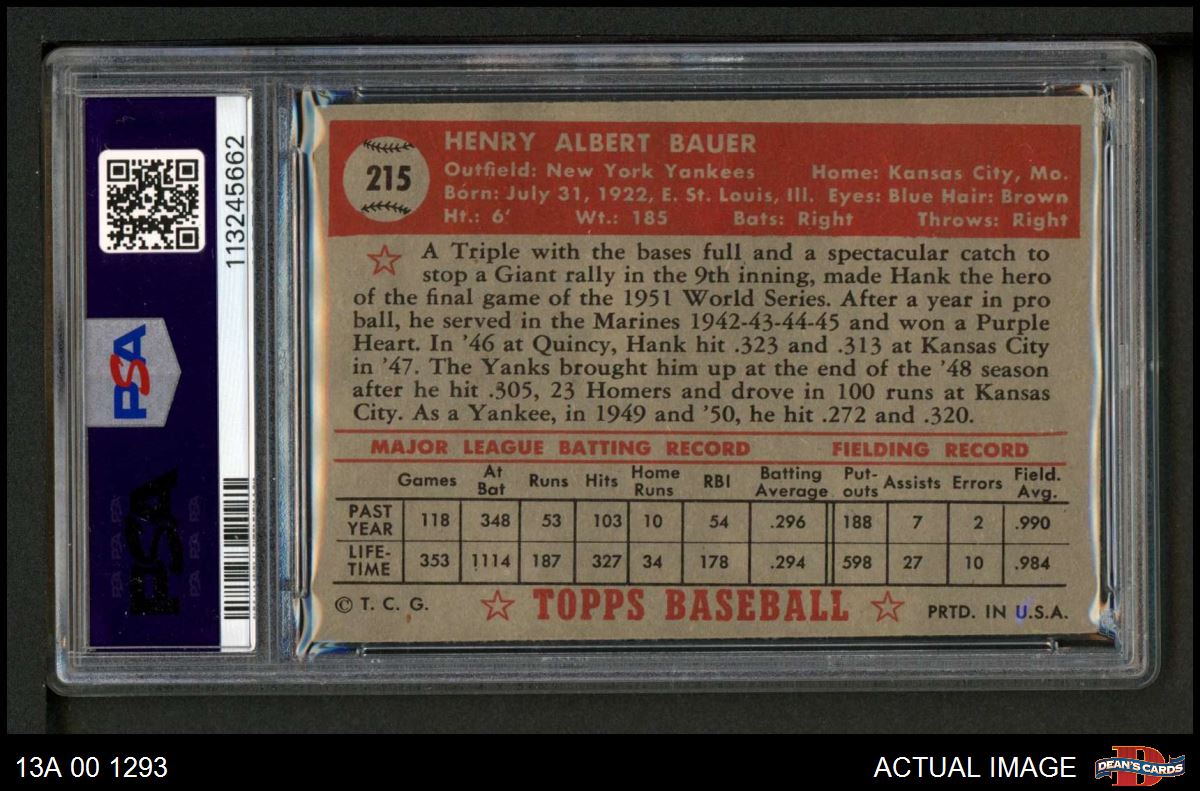 113245662
PSA
PSA
215
HENRY ALBERT BAUER
Outfield: New York Yankees Home: Kansas City, Mo.
Born: July 31, 1922, E. St. Louis, Ill. Eyes: Blue Hair: Brown
Ht.: 6' Wt.: 185 Bats: Right Throws: Right
A Triple with the bases full and a spectacular catch to
stop a Giant rally in the 9th inning, made Hank the hero
of the final game of the 1951 World Series. After a year in pro
ball, he served in the Marines 1942-43-44-45 and won a Purple
Heart. In '46 at Quincy, Hank hit .323 and .313 at Kansas City
in '47. The Yanks brought him up at the end of the '48 season
after he hit .305, 23 Homers and drove in 100 runs at Kansas
City. As a Yankee, in 1949 and '50, he hit .272 and .320.
MAJOR LEAGUE BATTING RECORD FIELDING RECORD
Games At Bat Runs Hits Home Runs RBI Batting Average Put-outs Assists Errors Field. Avg.
PAST YEAR 118 348 53 103 10 54 .296 188 7 2 .990
LIFE-TIME 353 1114 187 327 34 178 .294 598 27 10 .984
© T. C. G. TOPPS BASEBALL PRTD. IN U.S.A.
13A 00 1293 ACTUAL IMAGE DEAN'S CARDS